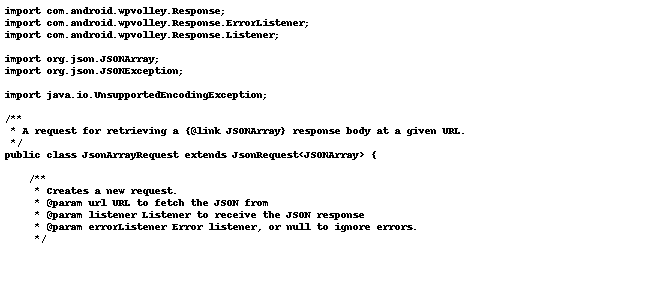 import com.android.wpvolley.Response;
import com.android.wpvolley.Response.ErrorListener;
import com.android.wpvolley.Response.Listener;

import org.json.JSONArray;
import org.json.JSONException;

import java.io.UnsupportedEncodingException;

/**
 * A request for retrieving a {@link JSONArray} response body at a given URL.
 */
public class JsonArrayRequest extends JsonRequest<JSONArray> {

    /**
     * Creates a new request.
     * @param url URL to fetch the JSON from
     * @param listener Listener to receive the JSON response
     * @param errorListener Error listener, or null to ignore errors.
     */